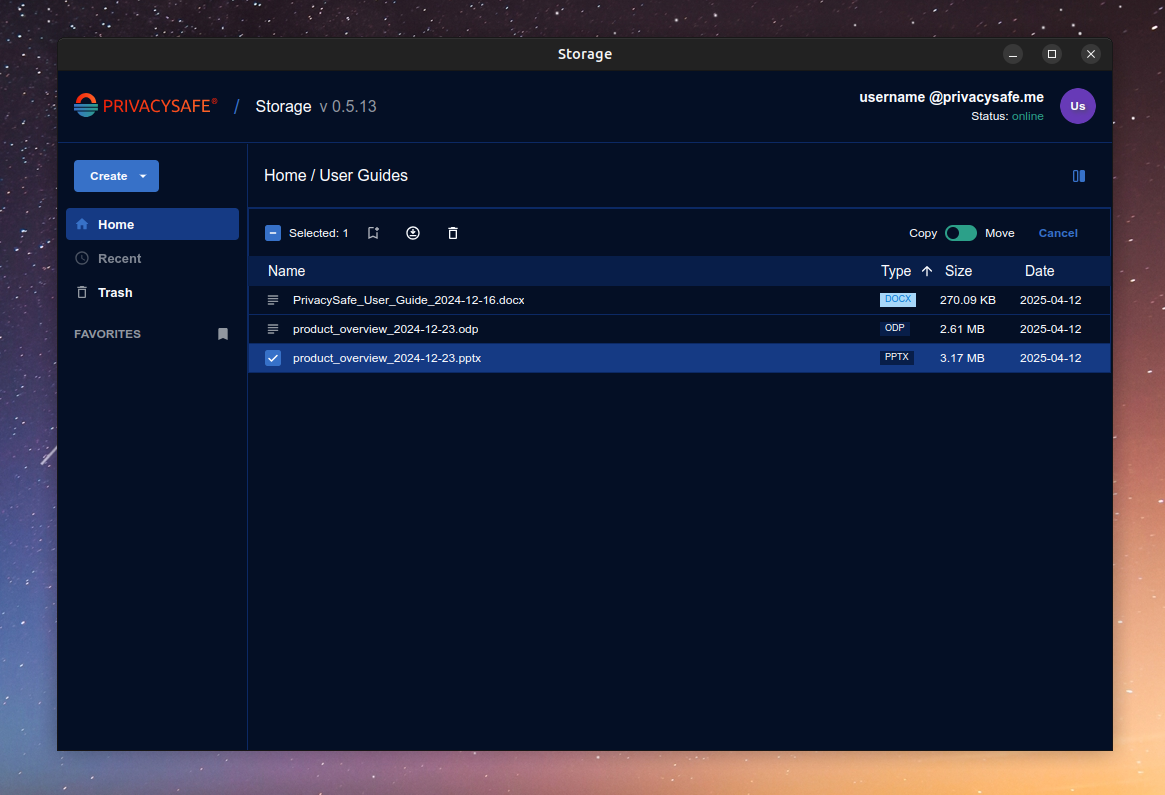 Storage
PRIVACYSAFE® / Storage v 0.5.13
username @privacysafe.me
Status: online
Us
Create
Home / User Guides
Home
Recent
Trash
FAVORITES
Selected: 1
Copy Move Cancel
Name Type Size Date
PrivacySafe_User_Guide_2024-12-16.docx DOCX 270.09 KB 2025-04-12
product_overview_2024-12-23.odp ODP 2.61 MB 2025-04-12
product_overview_2024-12-23.pptx PPTX 3.17 MB 2025-04-12